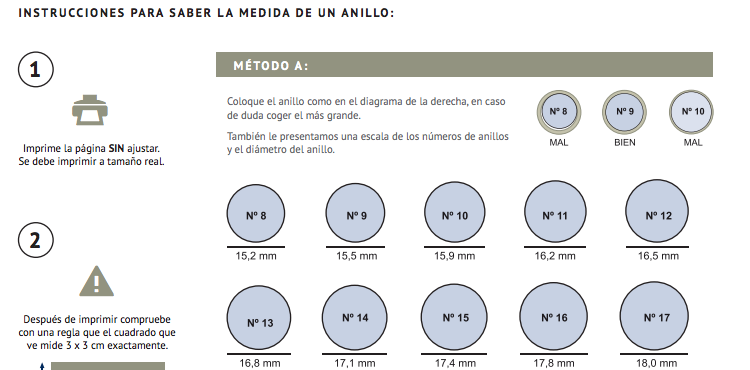 INSTRUCCIONES PARA SABER LA MEDIDA DE UN ANILLO:
1
Imprime la página SIN ajustar.
Se debe imprimir a tamaño real.
2
Después de imprimir compruebe
con una regla que el cuadrado que
ve mide 3 x 3 cm exactamente.
MÉTODO A:
Coloque el anillo como en el diagrama de la derecha, en caso
de duda coger el más grande.
También le presentamos una escala de los números de anillos
y el diámetro del anillo.
Nº 8 Nº 9 Nº 10
MAL BIEN MAL
Nº 8 Nº 9 Nº 10 Nº 11 Nº 12
15,2 mm 15,5 mm 15,9 mm 16,2 mm 16,5 mm
Nº 13 Nº 14 Nº 15 Nº 16 Nº 17
16,8 mm 17,1 mm 17,4 mm 17,8 mm 18,0 mm